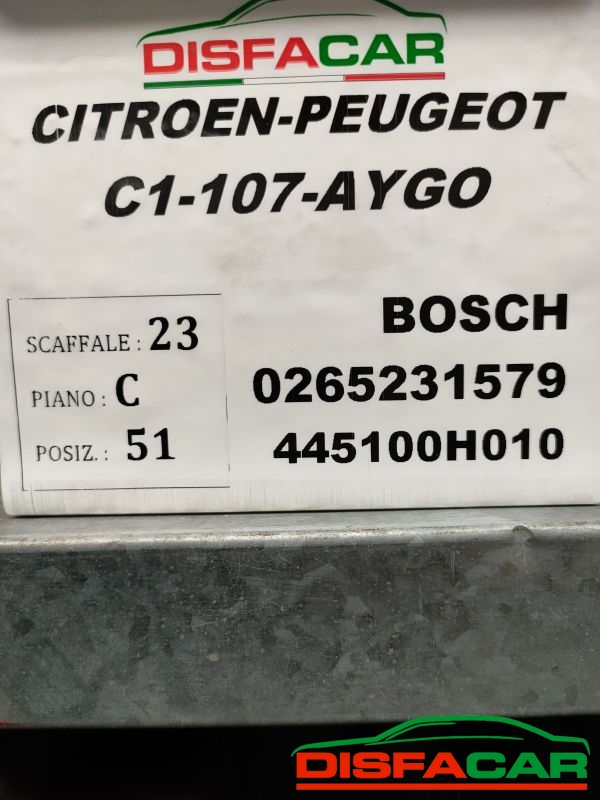 DISFACAR
CITROEN-PEUGEOT
C1-107-AYGO
SCAFFALE : 23
PIANO : C
POSIZ. : 51
BOSCH
0265231579
445100H010
DISFACAR